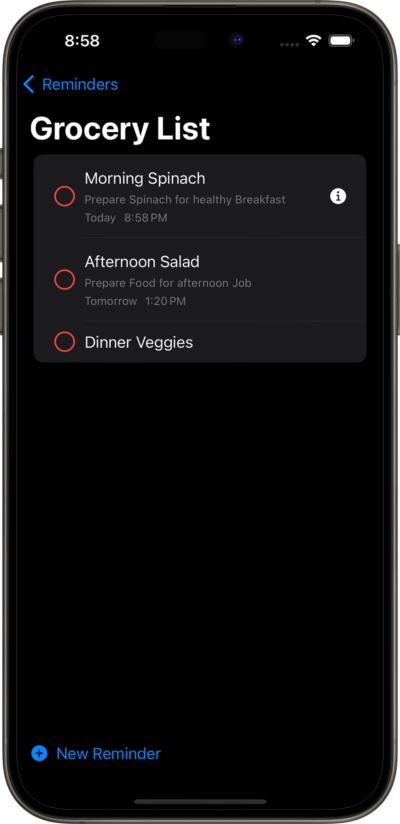 8:58
Reminders
Grocery List
Morning Spinach
Prepare Spinach for healthy Breakfast
Today 8:58 PM
Afternoon Salad
Prepare Food for afternoon Job
Tomorrow 1:20 PM
Dinner Veggies
New Reminder